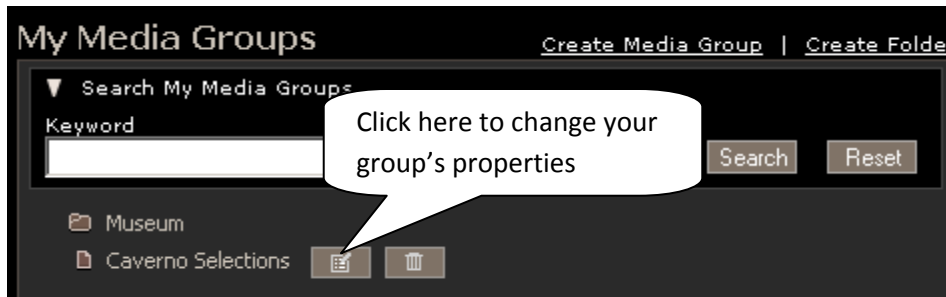 My Media Groups
Create Media Group | Create Folde
Search My Media Groups
Keyword
Click here to change your
group's properties
Search Reset
Museum
Caverno Selections